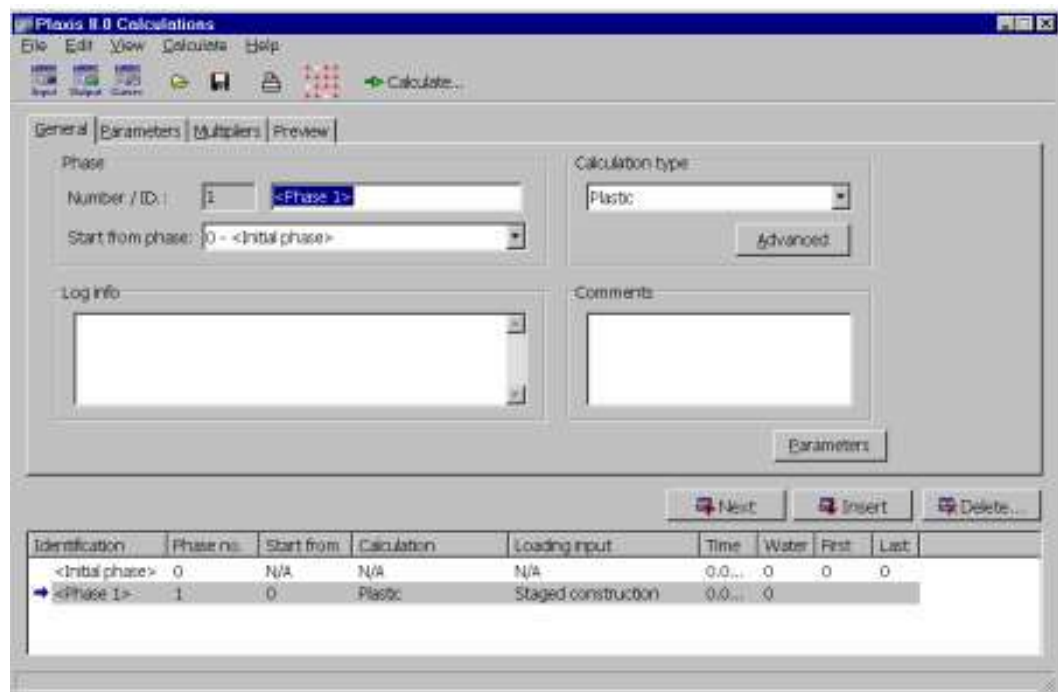 Plaxis 8.0 Calculations
File Edit View Calculate Help
Input Output Curves Calculate...
General Parameters Multipliers Preview
Phase
Number / ID.: 1 <Phase 1>
Start from phase: 0 - <Initial phase>
Calculation type
Plastic
Advanced
Log info
Comments
Parameters
Next Insert Delete...
Identification Phase no. Start from Calculation Loading input Time Water First Last
<Initial phase> 0 N/A N/A N/A 0.0... 0 0 0
<Phase 1> 1 0 Plastic Staged construction 0.0... 0